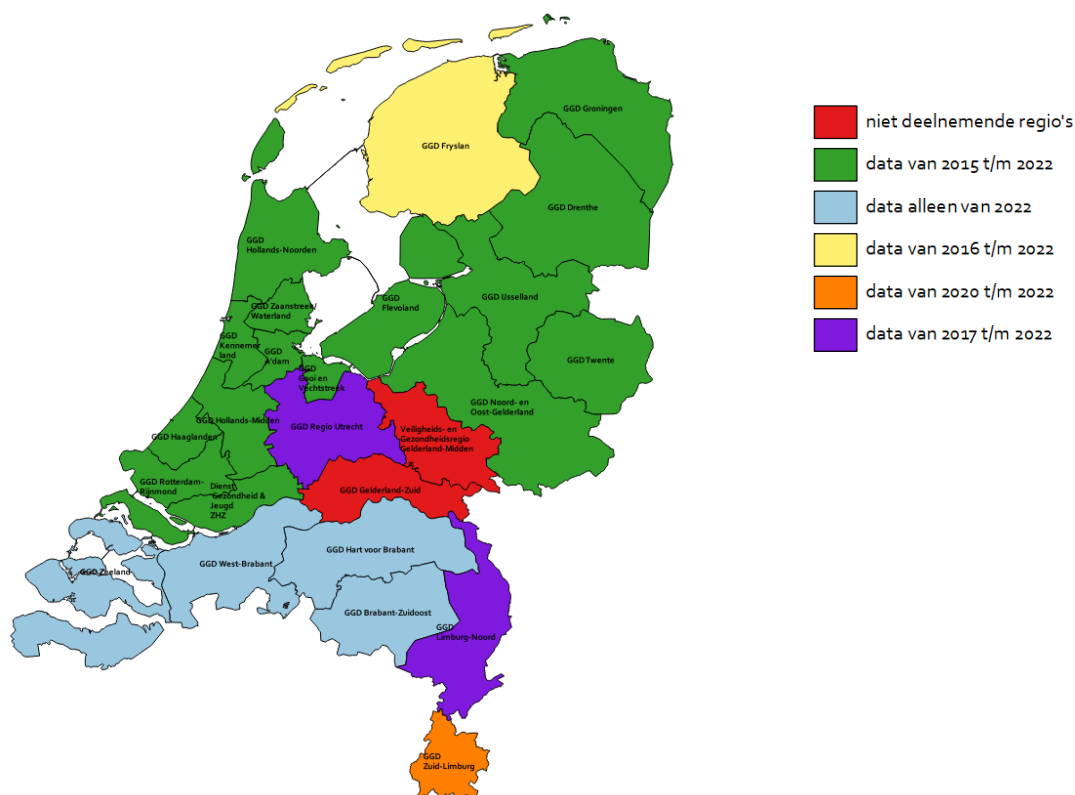 GGD Groningen
GGD Fryslan
GGD Drenthe
GGD
Hollands-Noorden
GGD IJsselland
GGD
Flevoland
GGD Zaanstreek/
Waterland
GGD
Kennemer
land
GGD
A'dam
GGD Twente
GGD
Gooi en
Vechtstreek
GGD Noord- en
Oost-Gelderland
GGD Hollands-Midden
GGD Regio Utrecht
Veiligheids- en
Gezondheidsregio
Gelderland-Midden
GGD Haaglanden
GGD Rotterdam-
Rijnmond
Dienst
Gezondheid &
Jeugd
ZHZ
GGD Gelderland-Zuid
GGD Hart voor Brabant
GGD West-Brabant
GGD Zeeland
GGD Brabant-Zuidoost
GGD
Limburg-Noord
GGD
Zuid-Limburg
niet deelnemende regio's
data van 2015 t/m 2022
data alleen van 2022
data van 2016 t/m 2022
data van 2020 t/m 2022
data van 2017 t/m 2022